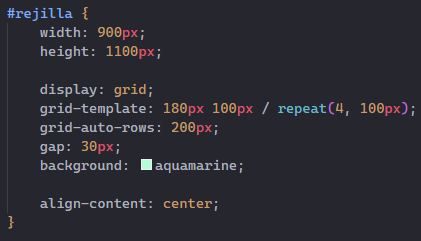 #rejilla {
    width: 900px;
    height: 1100px;

    display: grid;
    grid-template: 180px 100px / repeat(4, 100px);
    grid-auto-rows: 200px;
    gap: 30px;
    background: aquamarine;

    align-content: center;
}